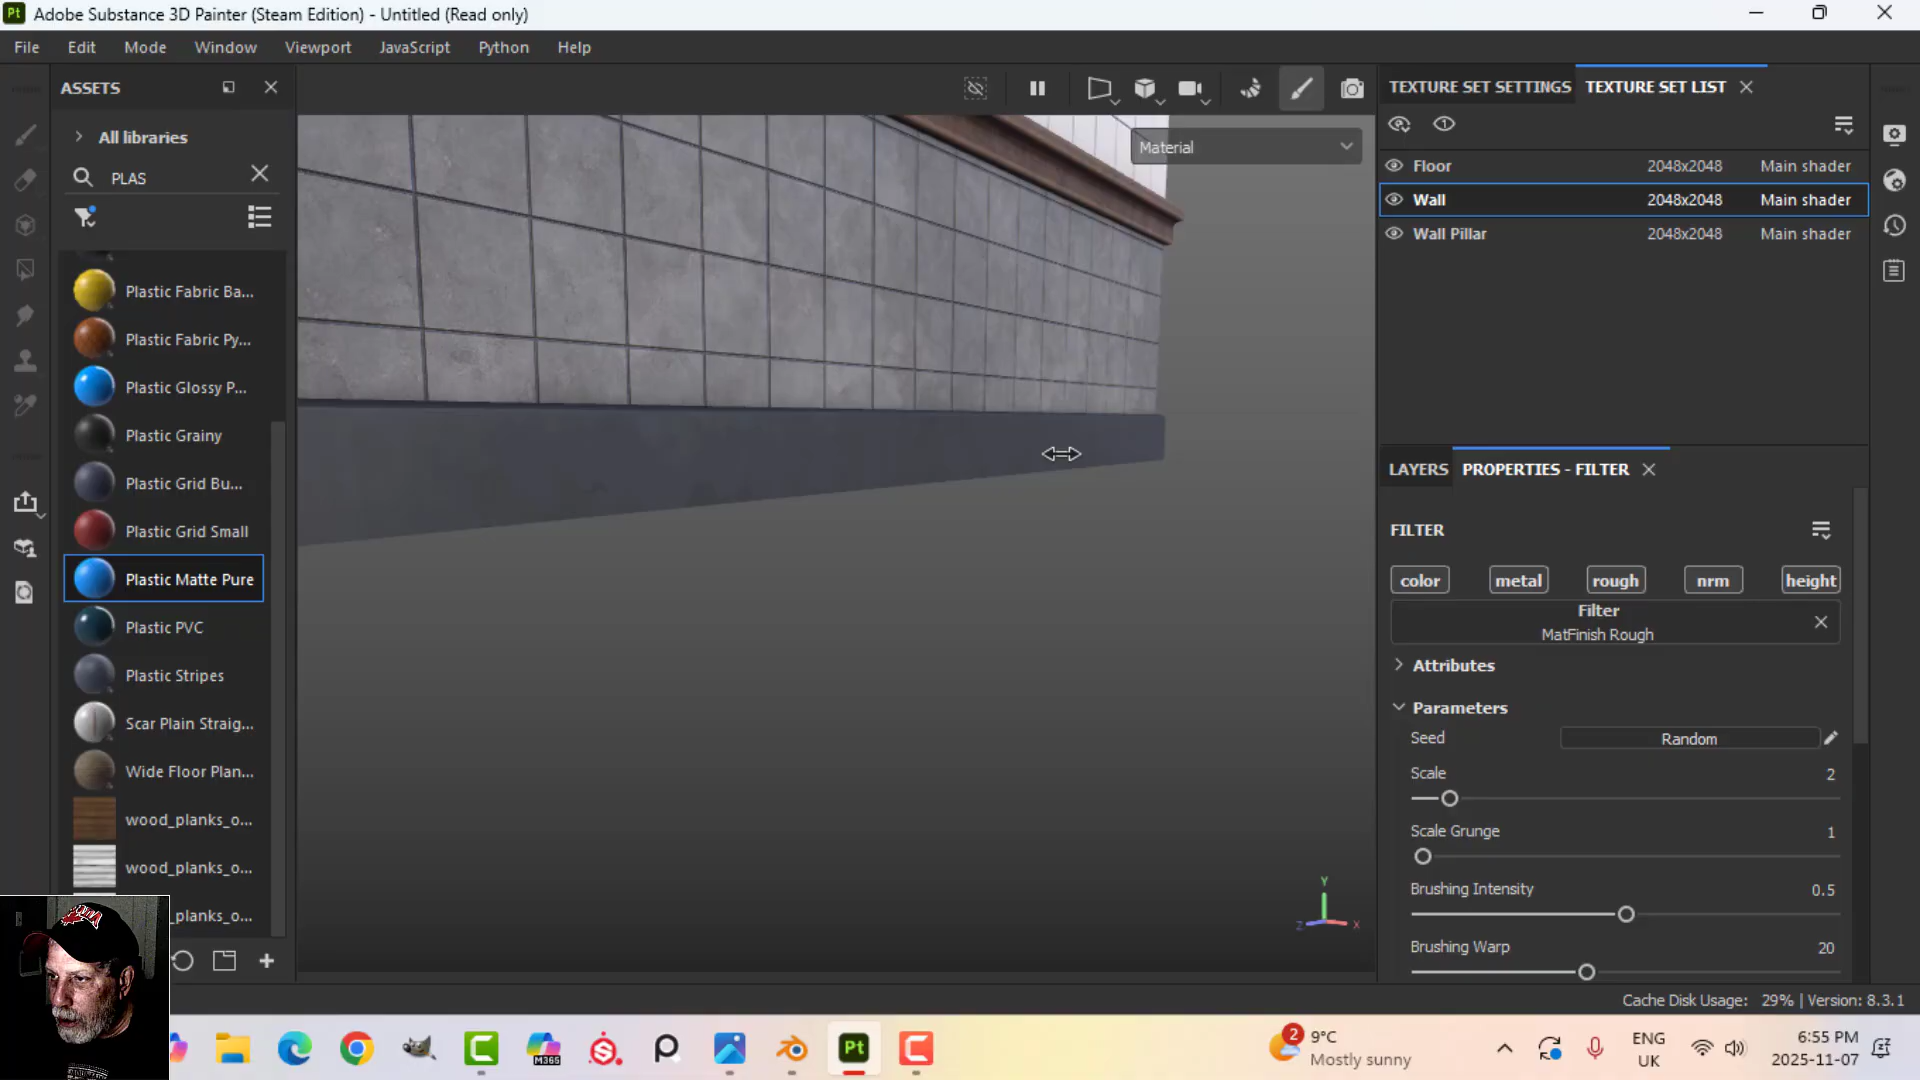 Pt Adobe Substance 3D Painter (Steam Edition) - Untitled (Read only)
File Edit Mode Window Viewport JavaScript Python Help
ASSETS
All libraries
PLAS
Plastic Fabric Ba...
Plastic Fabric Py...
Plastic Glossy P...
Plastic Grainy
Plastic Grid Bu...
Plastic Grid Small
Plastic Matte Pure
Plastic PVC
Plastic Stripes
Scar Plain Straig...
Wide Floor Plan...
wood_planks_o...
wood_planks_o...
_planks_o...
Material
Y
Z X
TEXTURE SET SETTINGS TEXTURE SET LIST
Floor 2048x2048 Main shader
Wall 2048x2048 Main shader
Wall Pillar 2048x2048 Main shader
LAYERS PROPERTIES - FILTER
FILTER
color metal rough nrm height
Filter
MatFinish Rough
Attributes
Parameters
Seed Random
Scale 2
Scale Grunge 1
Brushing Intensity 0.5
Brushing Warp 20
Cache Disk Usage: 29% | Version: 8.3.1
M365
Pt
2
9°C
Mostly sunny
ENG
UK
6:55 PM
2025-11-07